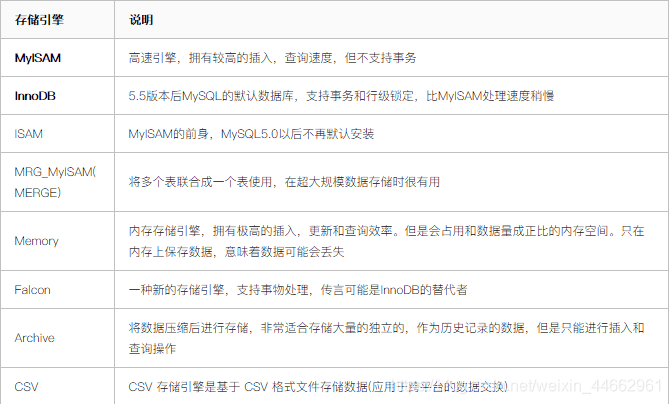 存储引擎 说明
MyISAM 高速引擎，拥有较高的插入，查询速度，但不支持事务
InnoDB 5.5版本后MySQL的默认数据库，支持事务和行级锁定，比MyISAM处理速度稍慢
ISAM MyISAM的前身，MySQL5.0以后不再默认安装
MRG_MyISAM(
MERGE)
将多个表联合成一个表使用，在超大规模数据存储时很有用
Memory
内存存储引擎，拥有极高的插入，更新和查询效率。但是会占用和数据量成正比的内存空间。只在
内存上保存数据，意味着数据可能会丢失
Falcon 一种新的存储引擎，支持事物处理，传言可能是InnoDB的替代者
Archive
将数据压缩后进行存储，非常适合存储大量的独立的，作为历史记录的数据，但是只能进行插入和
查询操作
CSV CSV 存储引擎是基于 CSV 格式文件存储数据(应用于跨平台的数据交换)
net/weixin_44662961